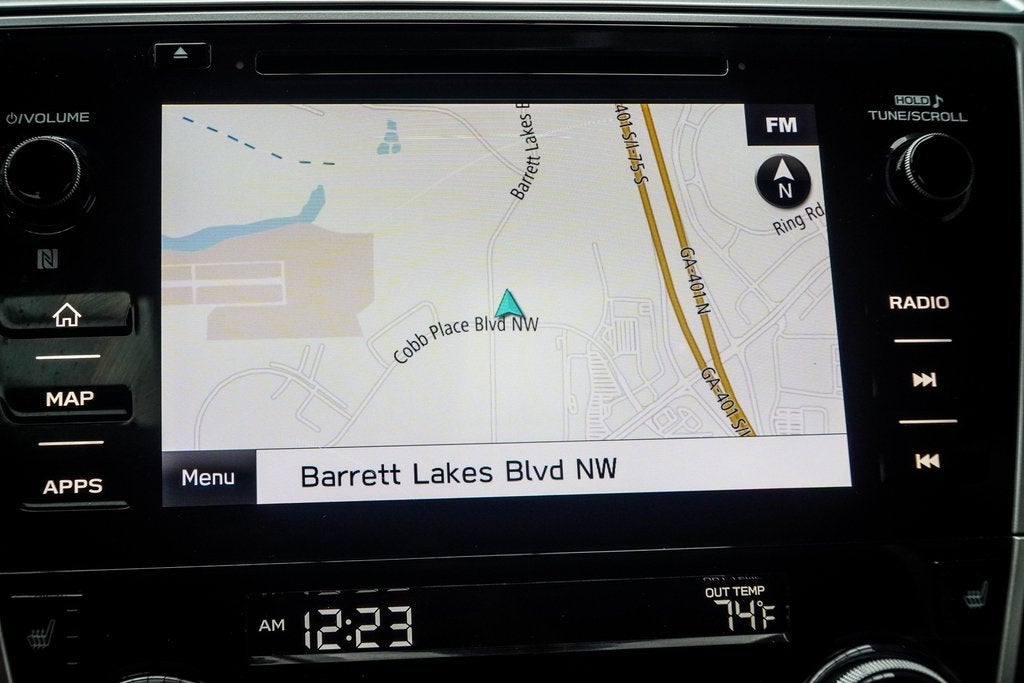 ⏻/VOLUME
HOLD ♪
TUNE/SCROLL
FM
N
Barrett Lakes B
401 S/I-75 S
Ring Rd
GA-401 N
Cobb Place Blvd NW
GA-401 S/I
N
MAP
APPS
RADIO
Menu
Barrett Lakes Blvd NW
AM 12:23
OUT TEMP
74°F